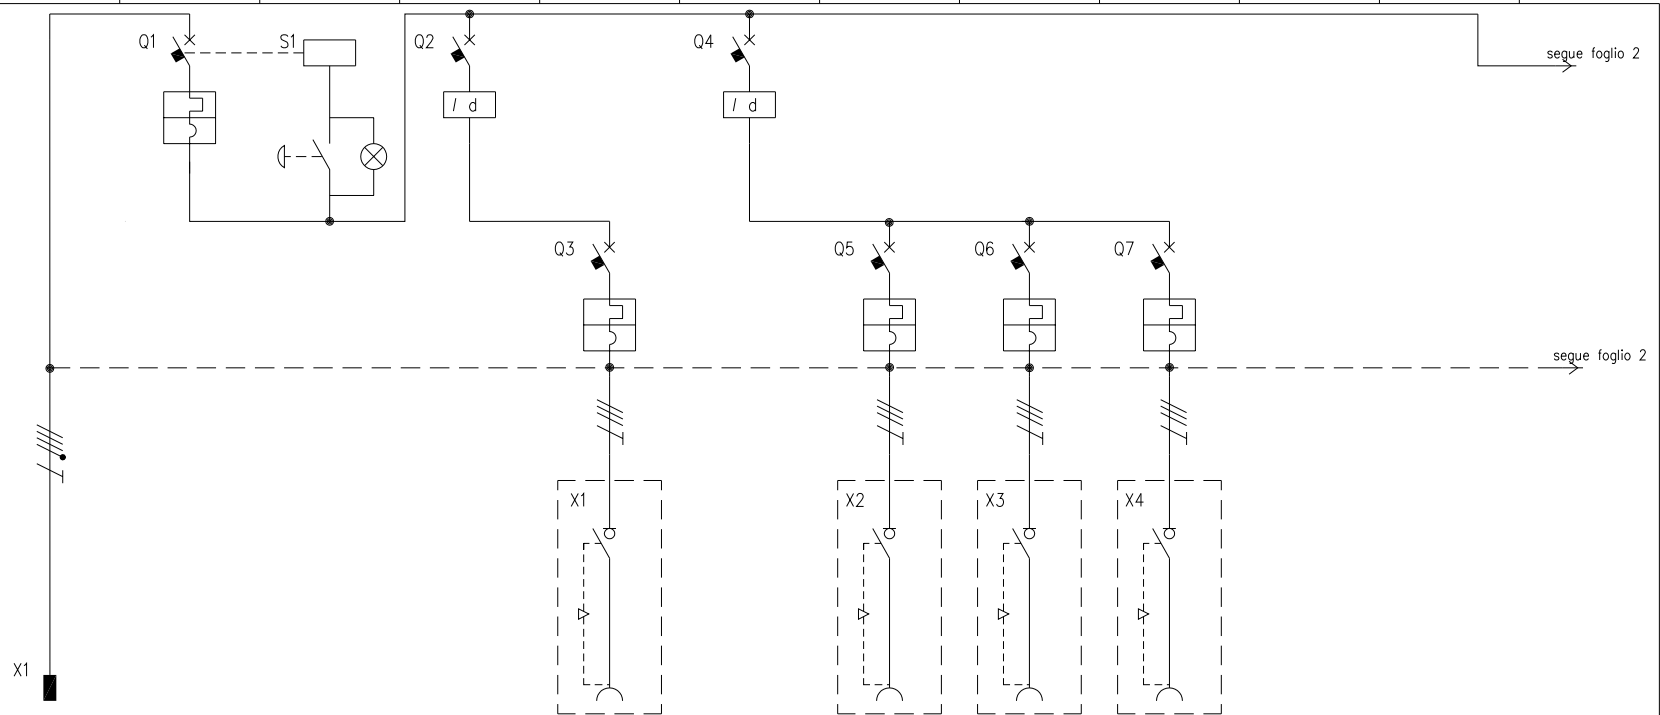 Q1
S1
Q2
Q4
segue foglio 2
I d
I d
Q3
Q5
Q6
Q7
segue foglio 2
X1
X2
X3
X4
X1